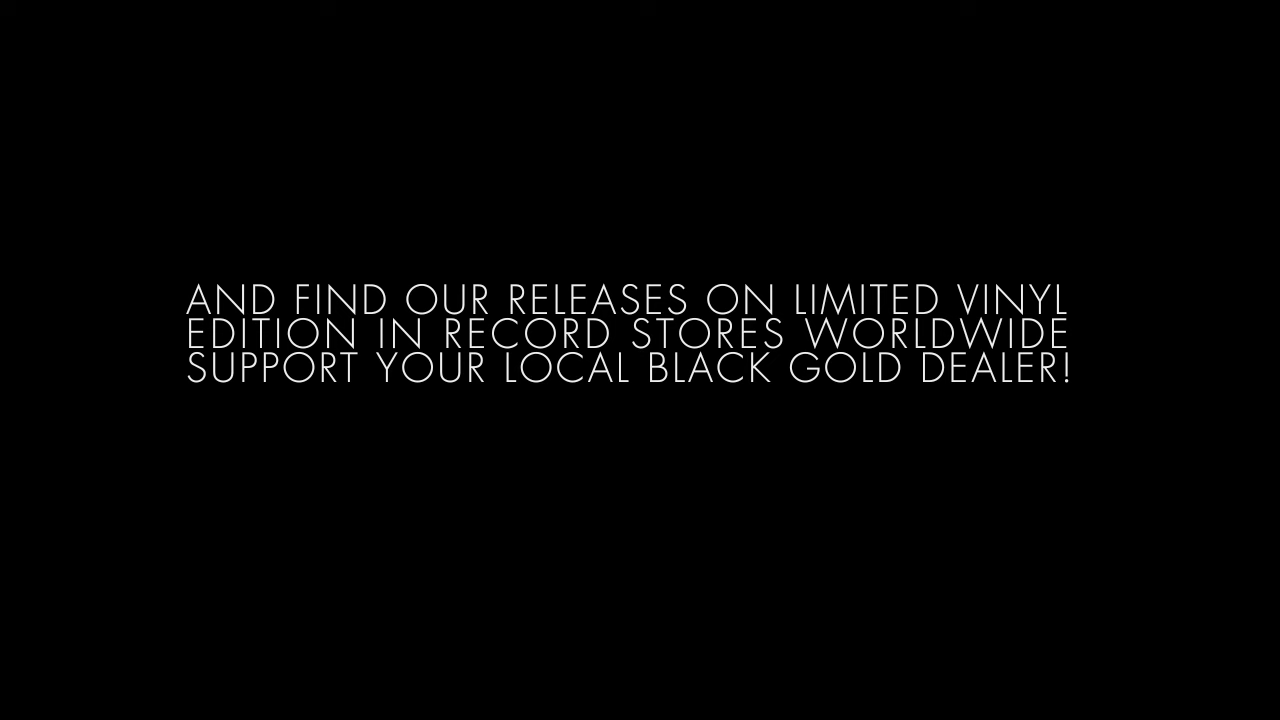 AND FIND OUR RELEASES ON LIMITED VINYL
EDITION IN RECORD STORES WORLDWIDE
SUPPORT YOUR LOCAL BLACK GOLD DEALER!